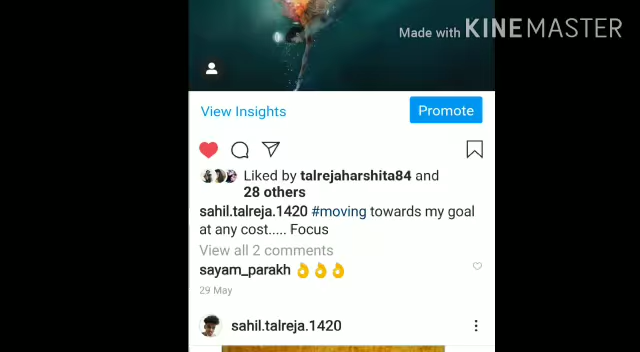 Made with KINEMASTER
View Insights
Promote
Liked by talrejaharshita84 and
28 others
sahil.talreja.1420 #moving towards my goal
at any cost..... Focus
View all 2 comments
sayam_parakh 👌👌👌
29 May
sahil.talreja.1420